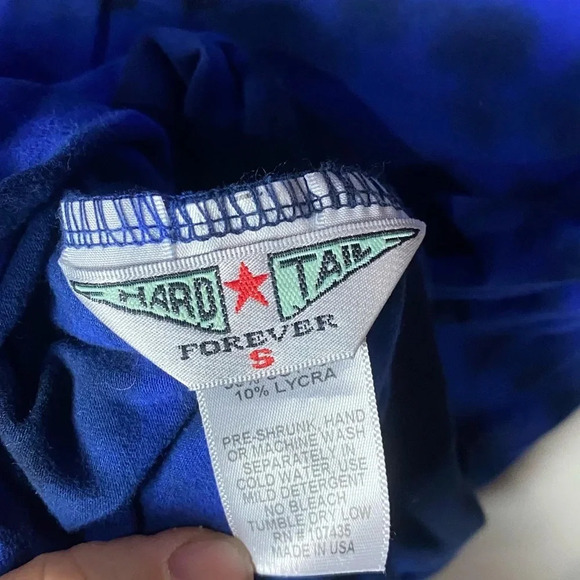 HARD TAIL
FOREVER
S
10% LYCRA
PRE-SHRUNK, HAND
OR MACHINE WASH
SEPARATELY IN
COLD WATER, USE
MILD DETERGENT
NO BLEACH
TUMBLE DRY LOW
RN # 107435
MADE IN USA